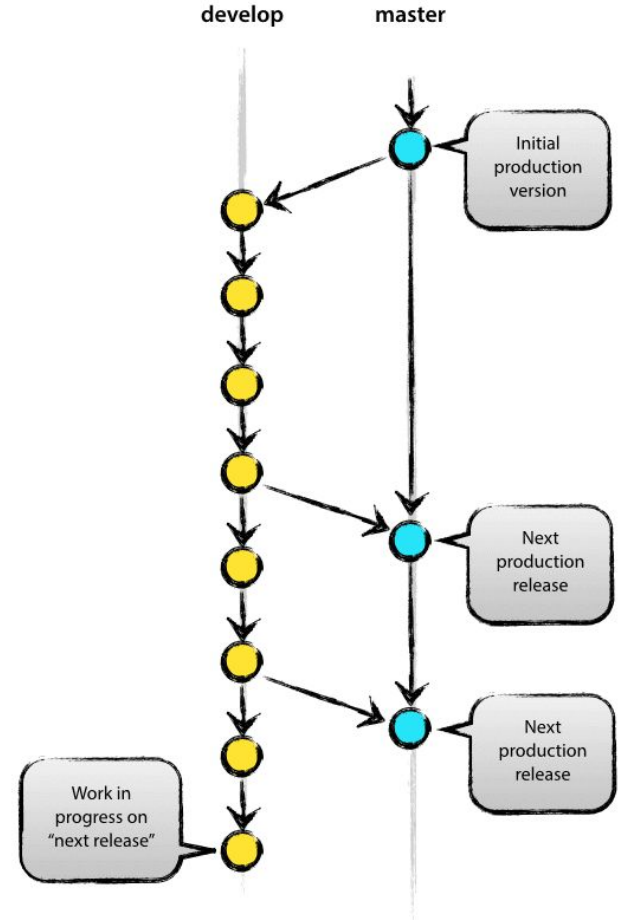 develop
master
Initial
production
version
Next
production
release
Next
production
release
Work in
progress on
“next release”